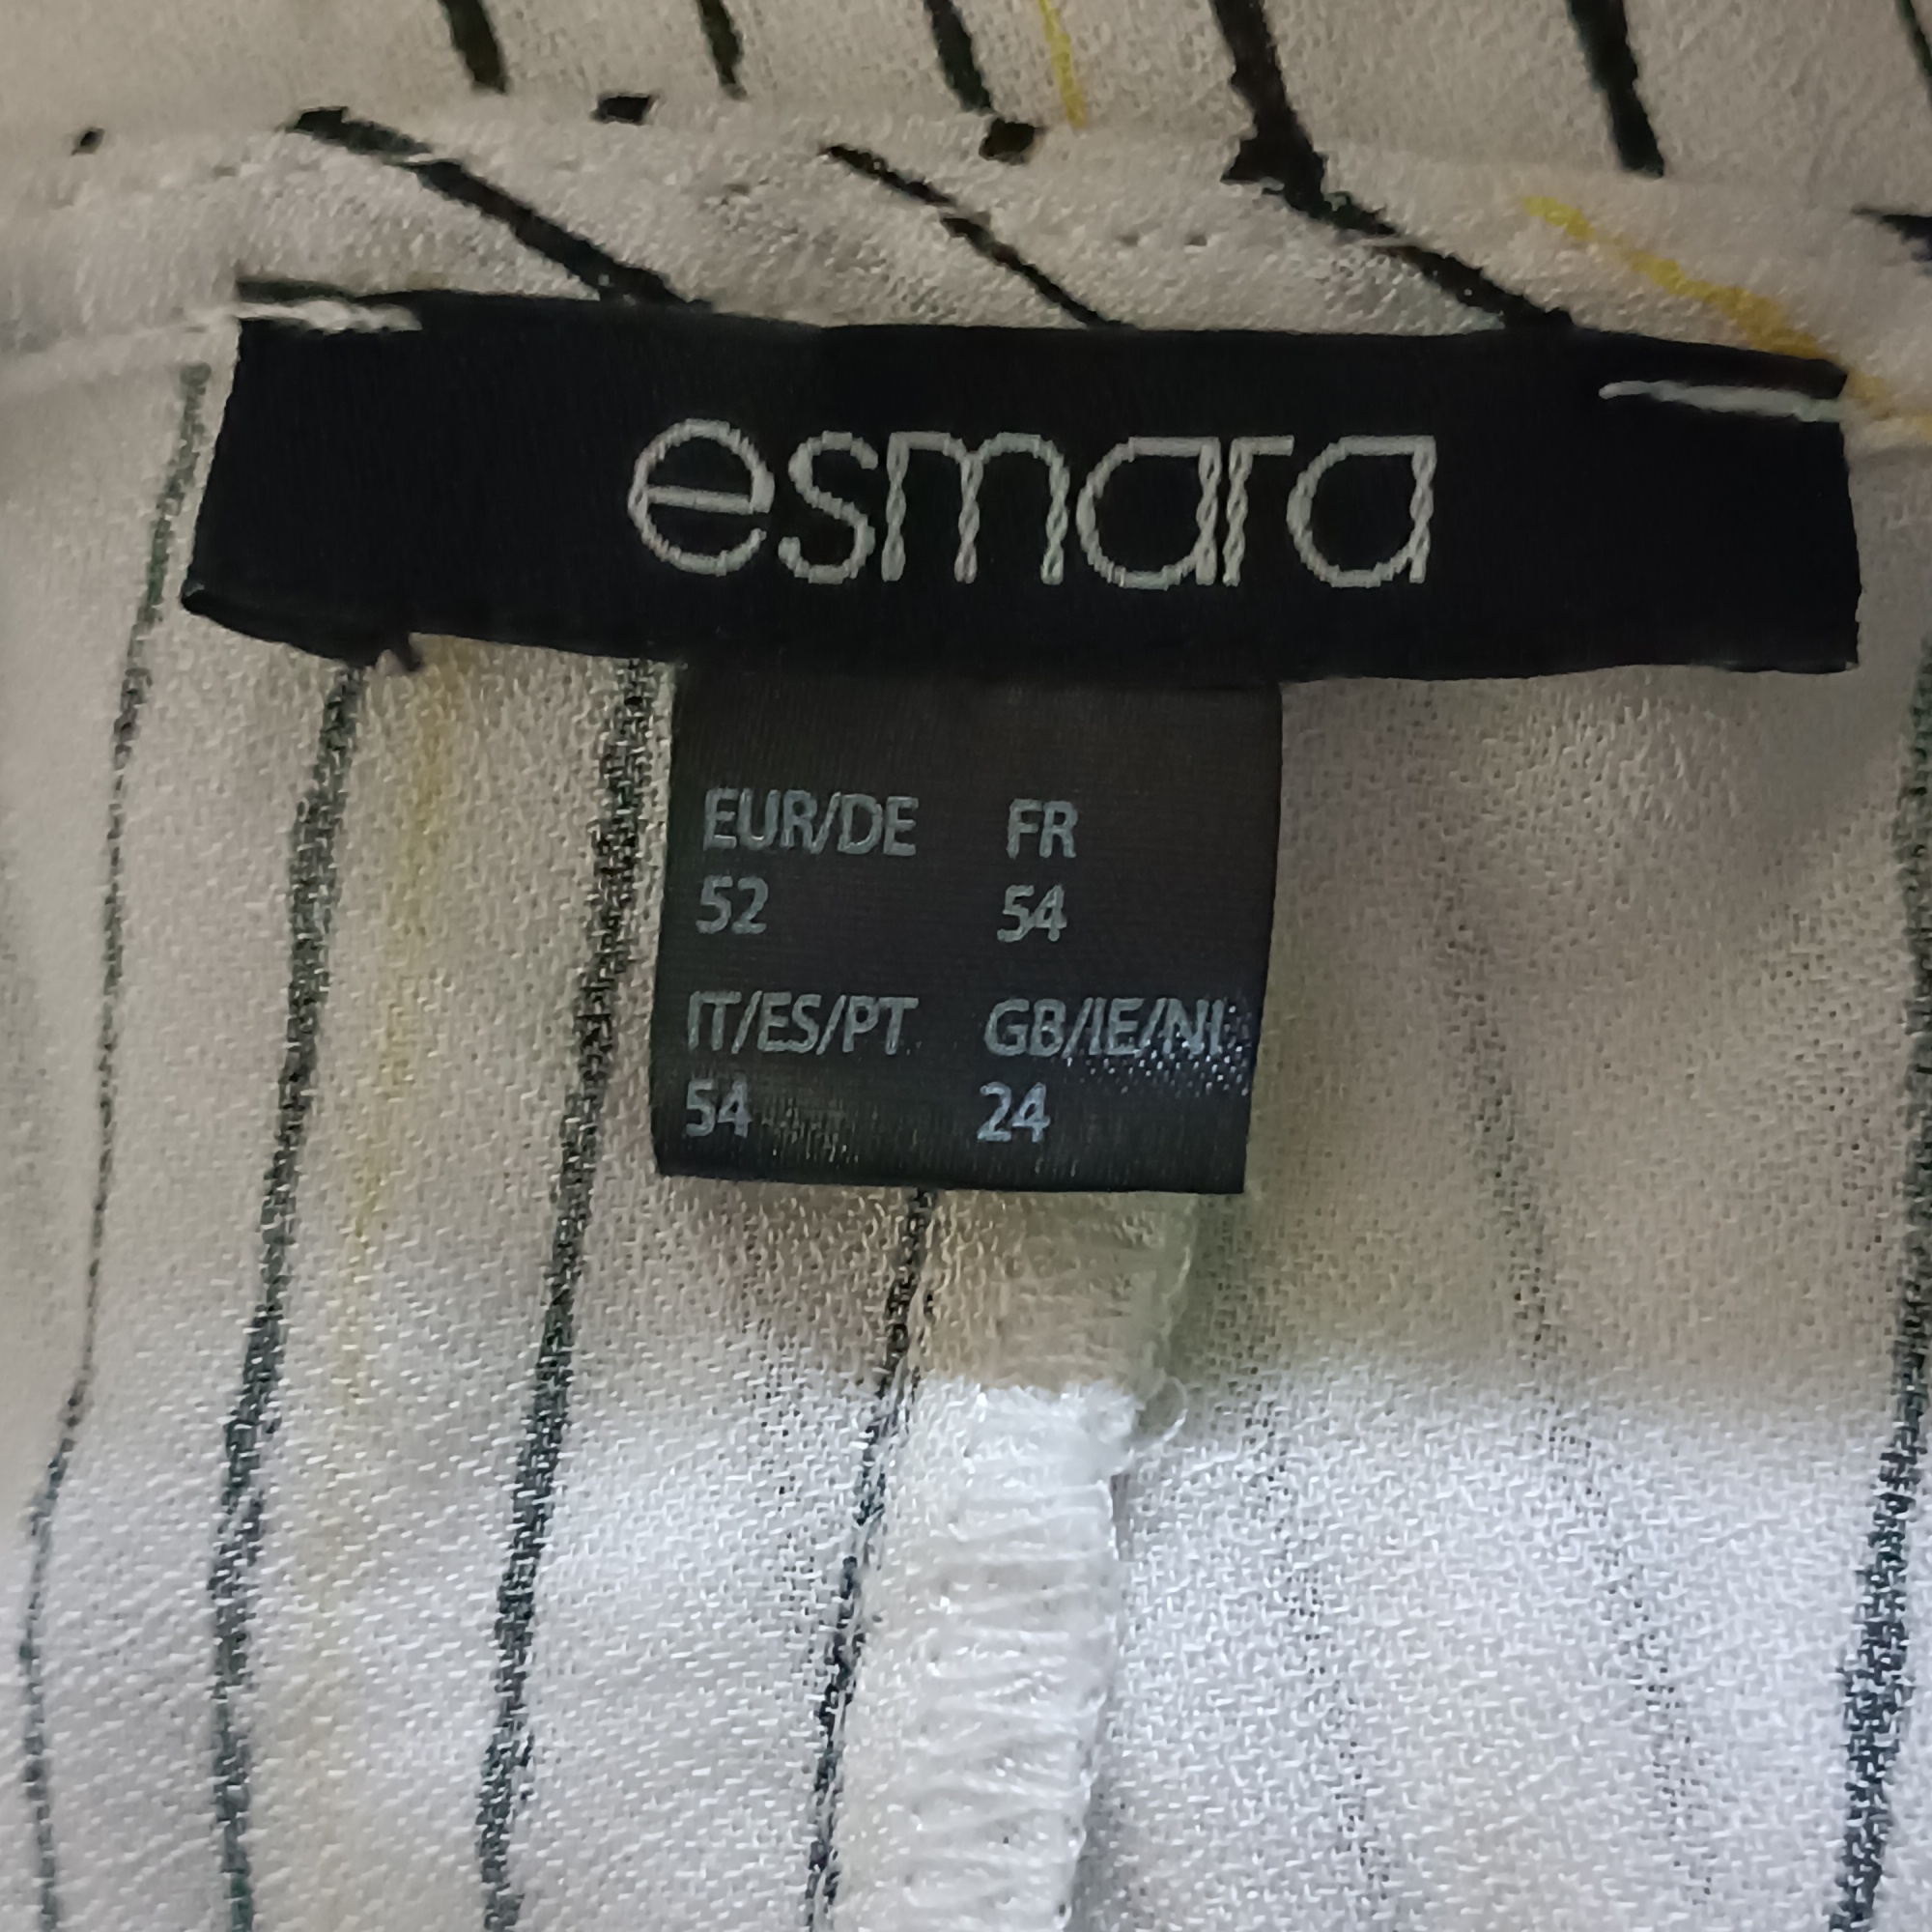 esmara
EUR/DE FR
52 54
IT/ES/PT GB/IE/NI
54 24